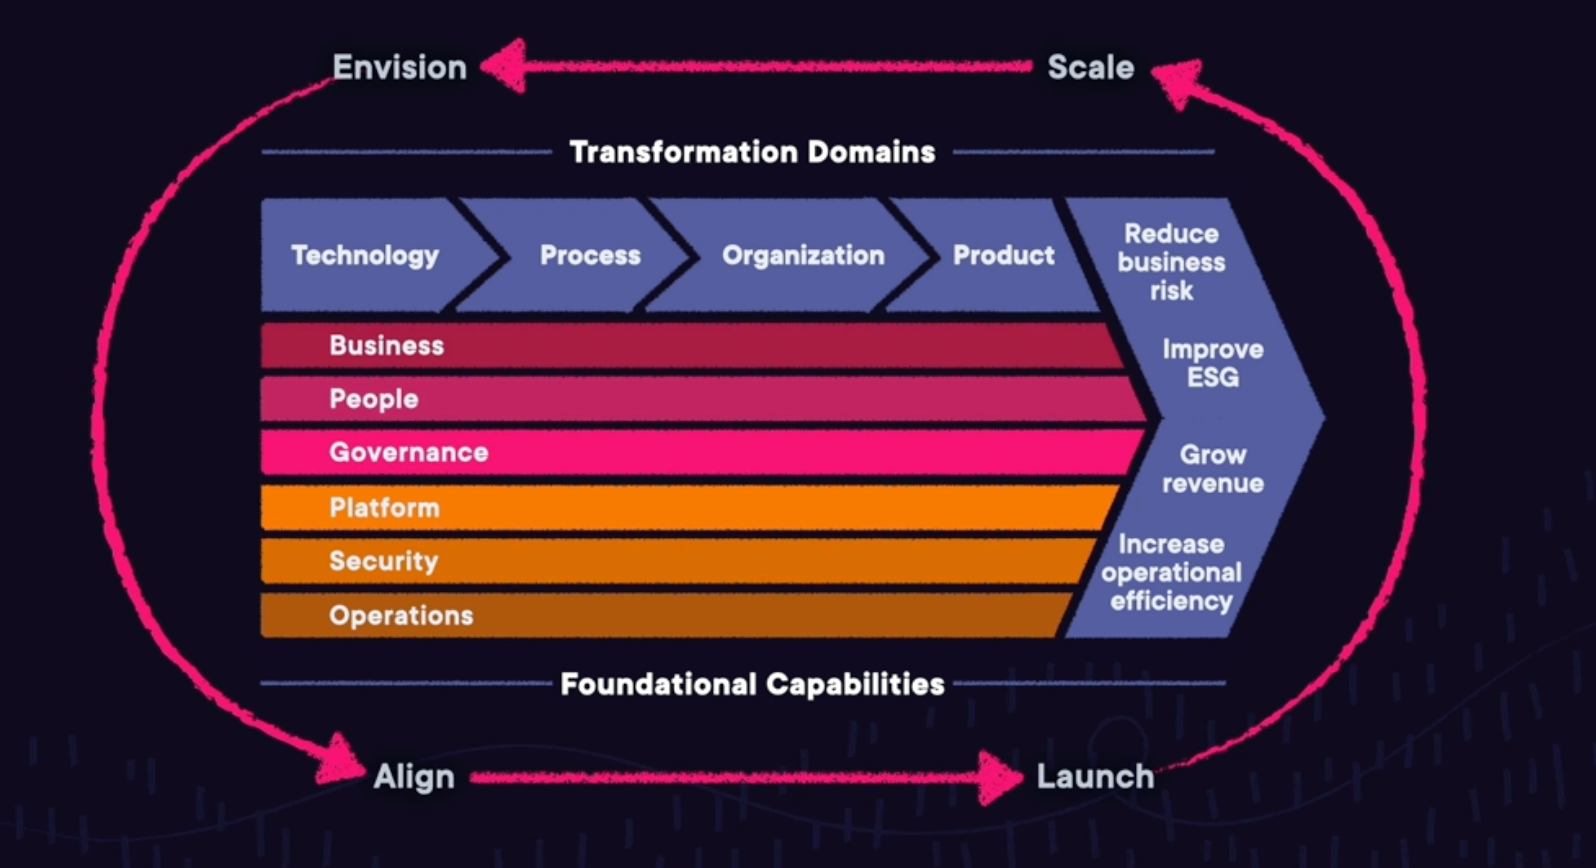 Envision
Scale
Transformation Domains
Technology
Process
Organization
Product
Reduce
business
risk
Improve
ESG
Grow
revenue
Increase
operational
efficiency
Business
People
Governance
Platform
Security
Operations
Foundational Capabilities
Align
Launch